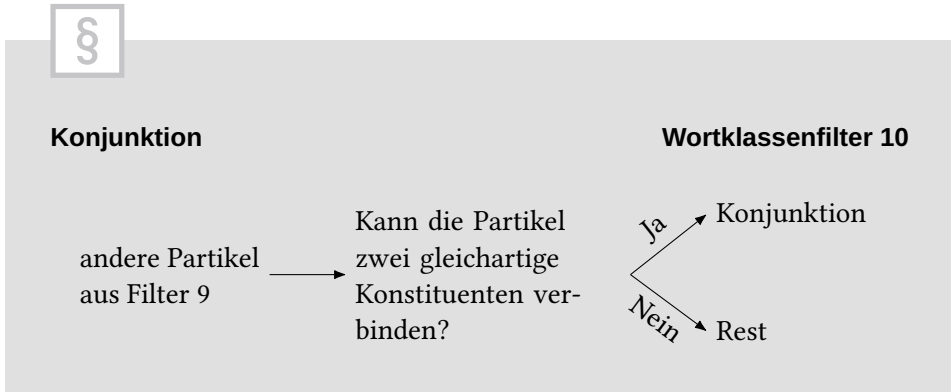 §
Konjunktion
Wortklassenfilter 10
andere Partikel
aus Filter 9
Kann die Partikel
zwei gleichartige
Konstituenten ver-
binden?
Ja
Konjunktion
Nein
Rest